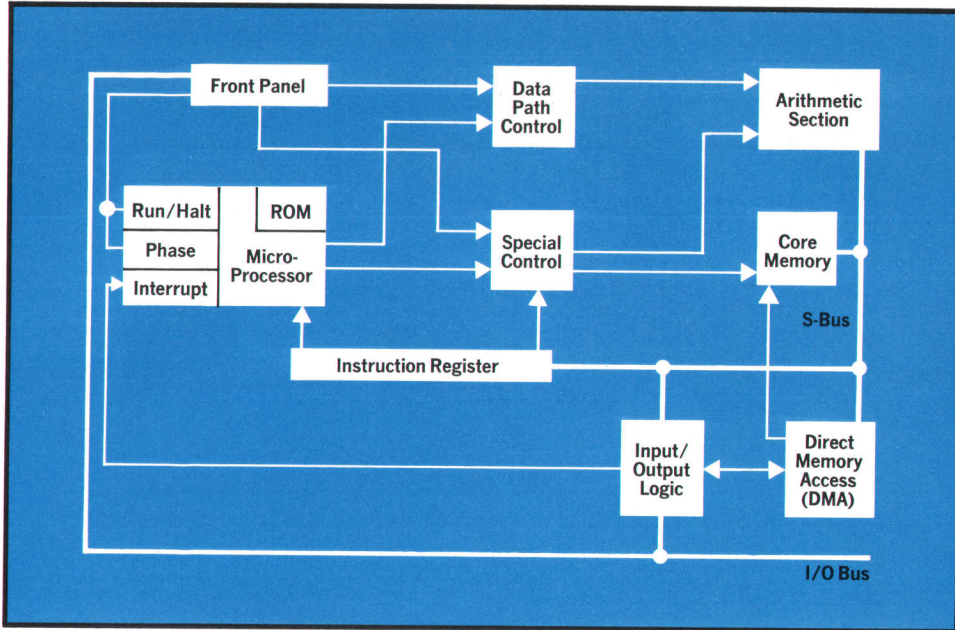 Front Panel
Data
Path
Control
Arithmetic
Section
Run/Halt
ROM
Phase
Micro-
Processor
Interrupt
Special
Control
Core
Memory
S-Bus
Instruction Register
Input/
Output
Logic
Direct
Memory
Access
(DMA)
I/O Bus